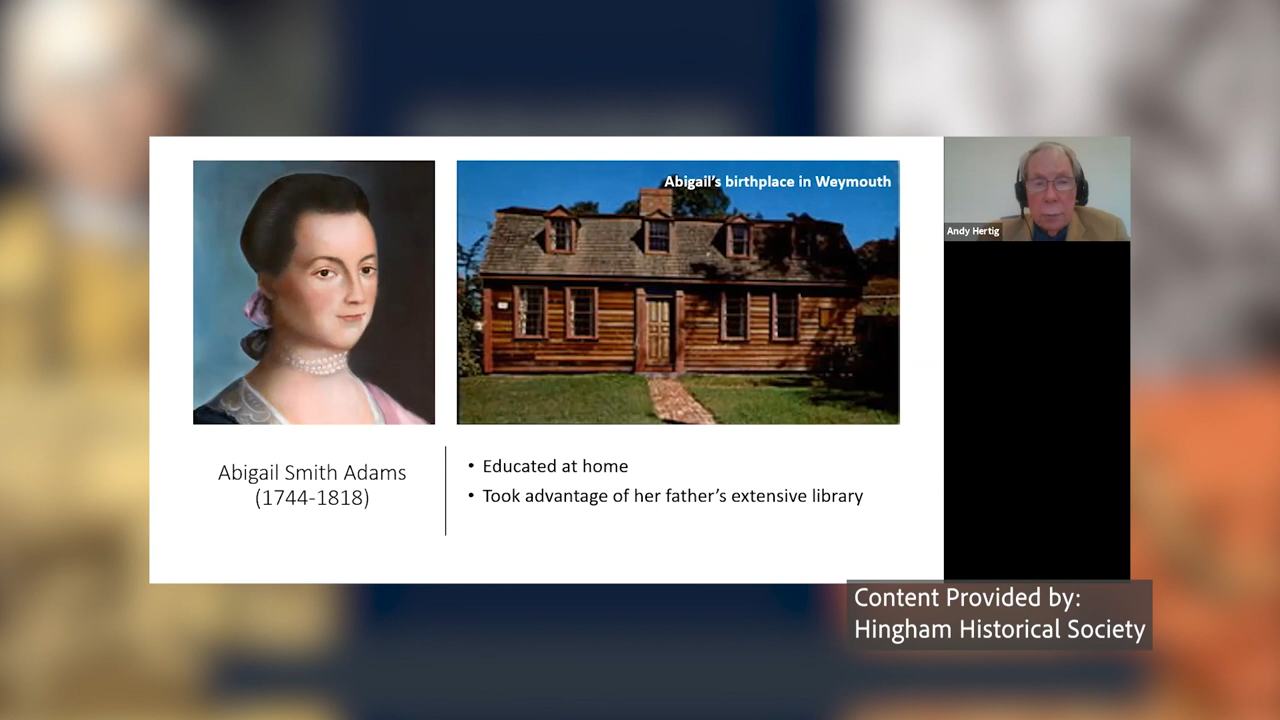 Abigail's birthplace in Weymouth
Andy Hertig
Abigail Smith Adams
(1744-1818)
• Educated at home
• Took advantage of her father's extensive library
Content Provided by:
Hingham Historical Society